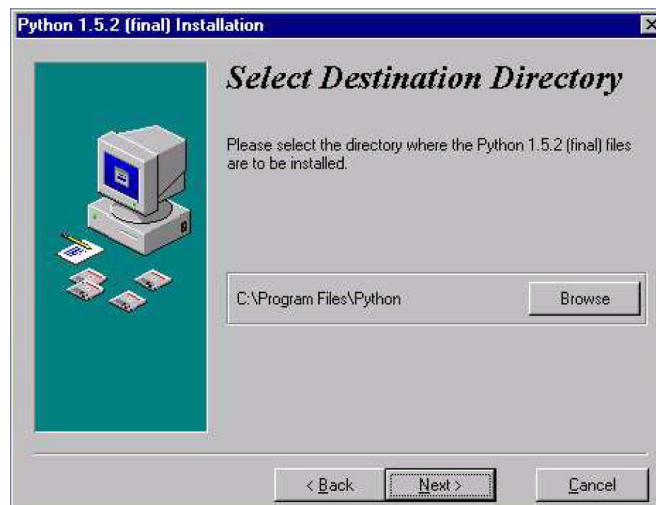 Python 1.5.2 (final) Installation
Select Destination Directory
Please select the directory where the Python 1.5.2 (final) files
are to be installed.
C:\Program Files\Python
Browse
< Back
Next >
Cancel